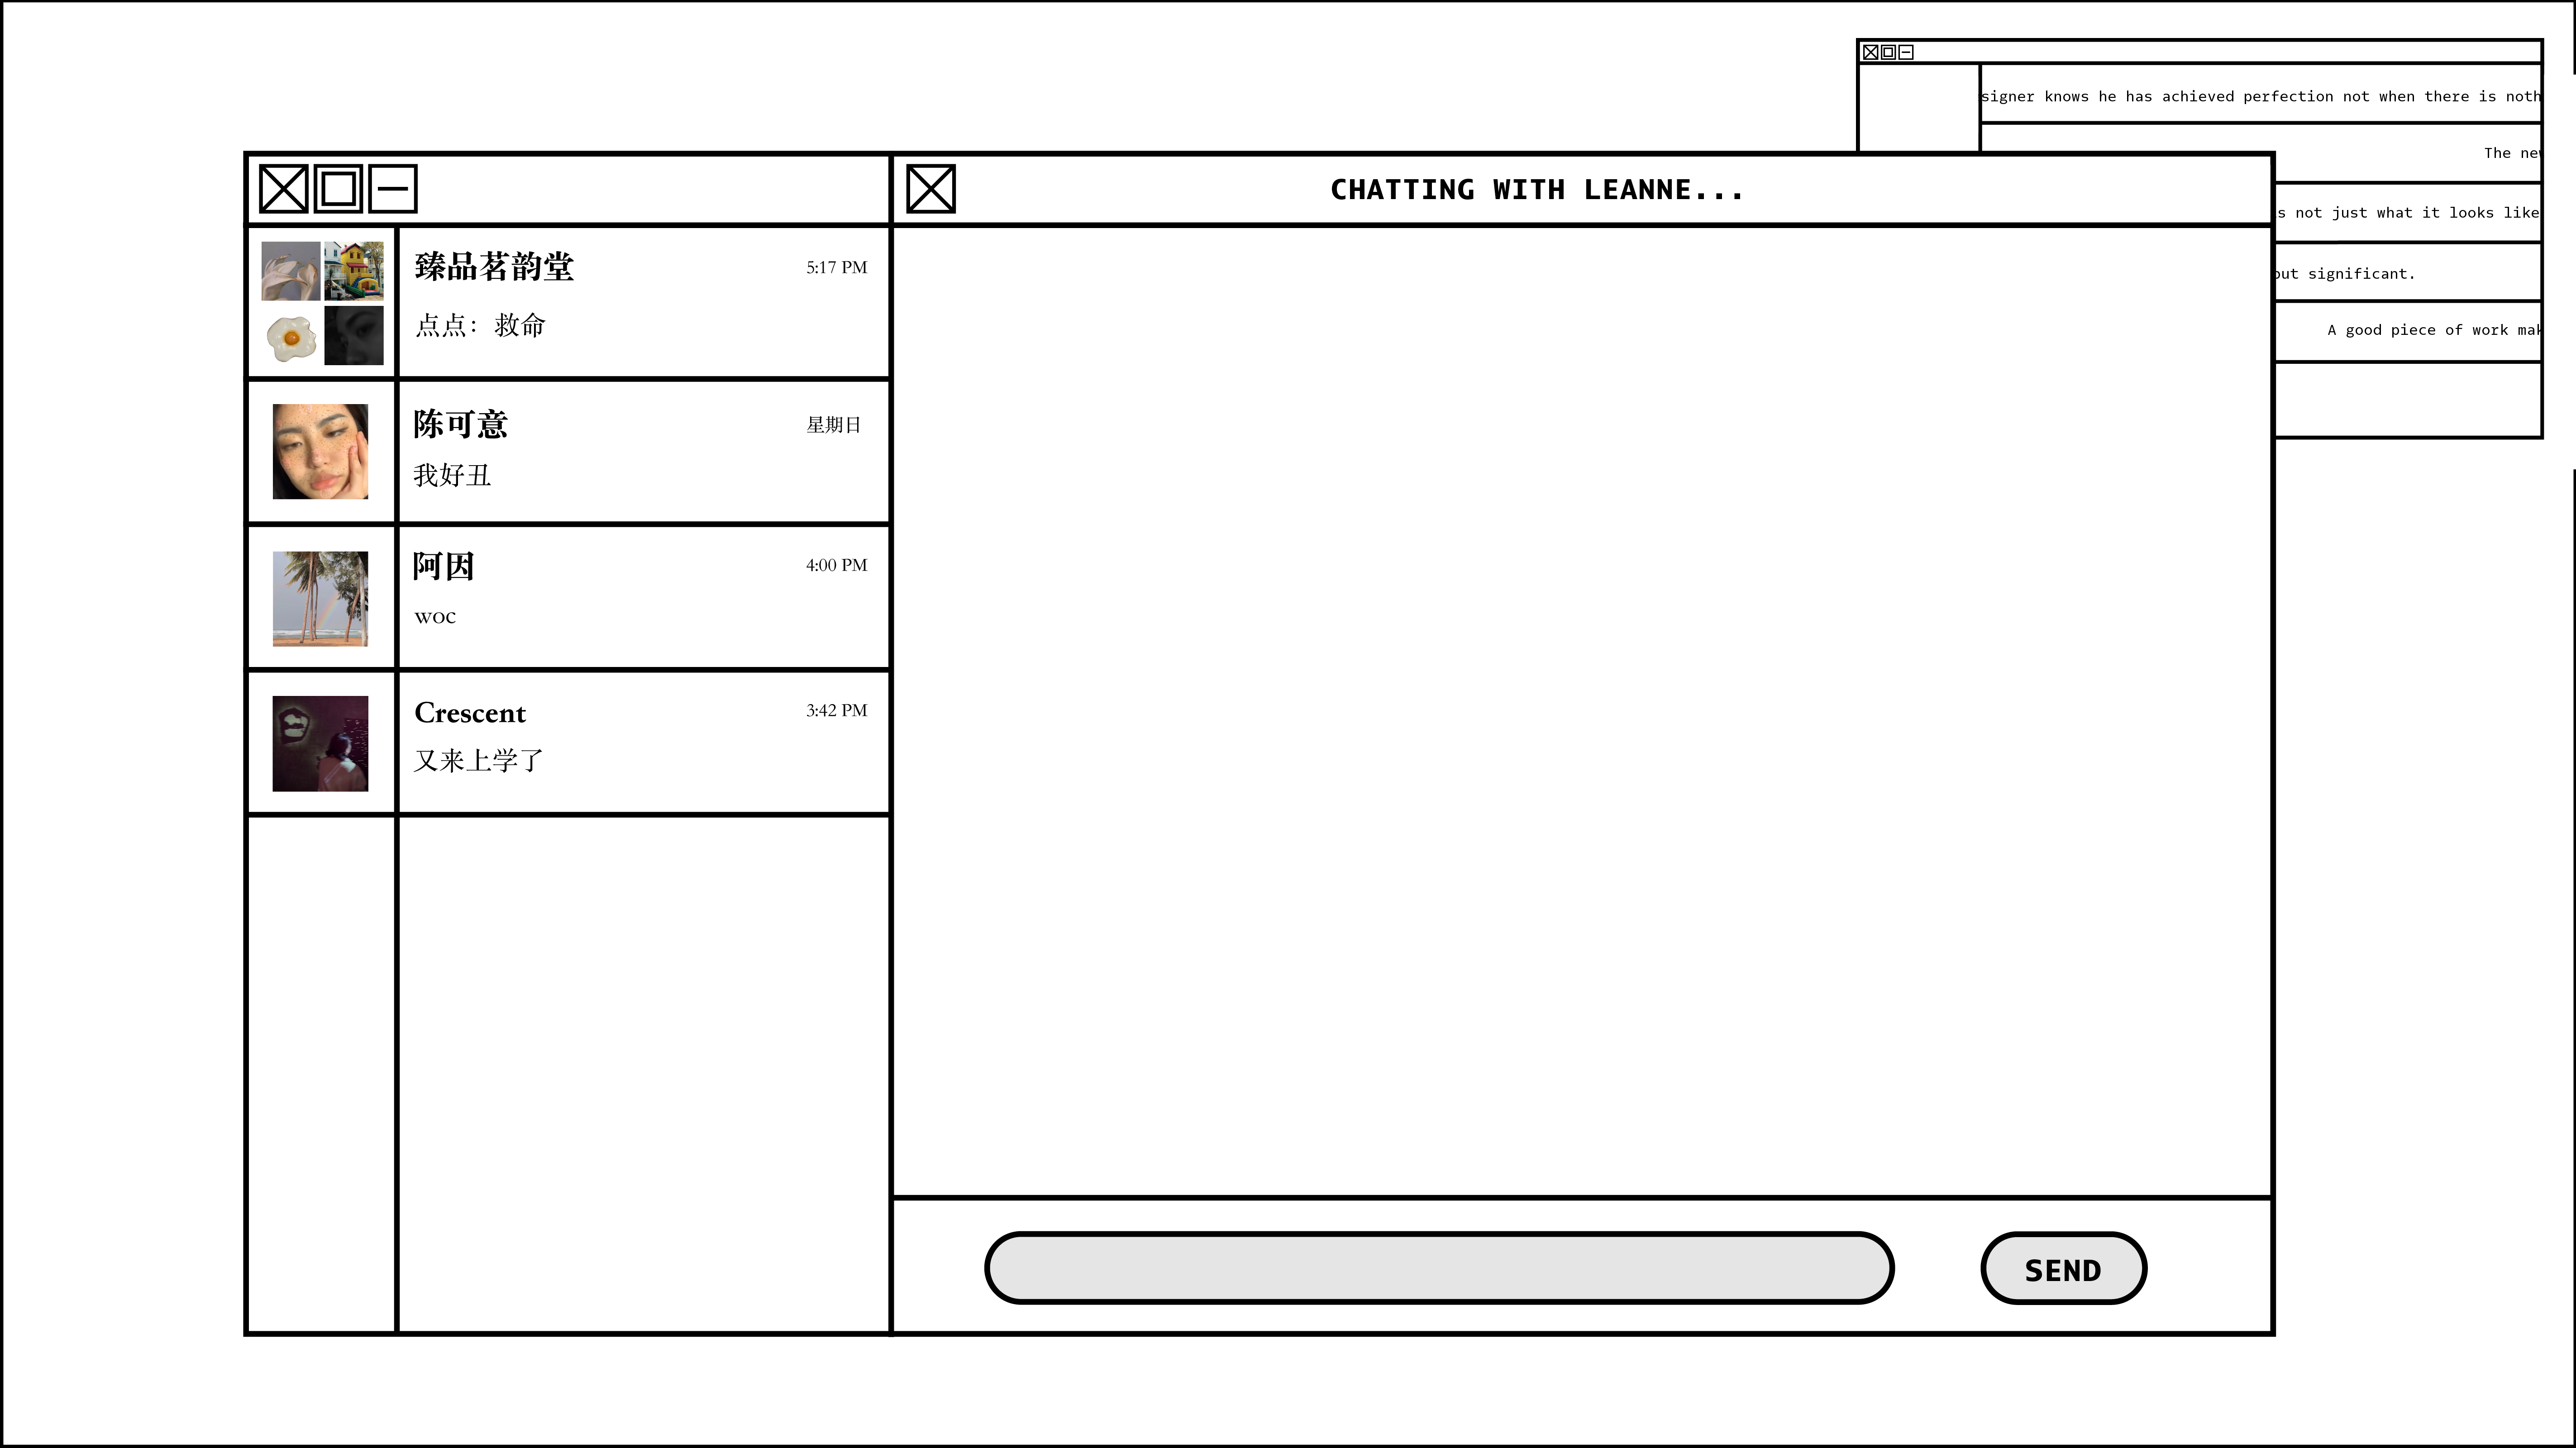 signer knows he has achieved perfection not when there is noth
The new
s not just what it looks like
but significant.
A good piece of work mak
CHATTING WITH LEANNE...
臻品茗韵堂
5:17 PM
点点：救命
陈可意
星期日
我好丑
阿因
4:00 PM
woc
Crescent
3:42 PM
又来上学了
SEND